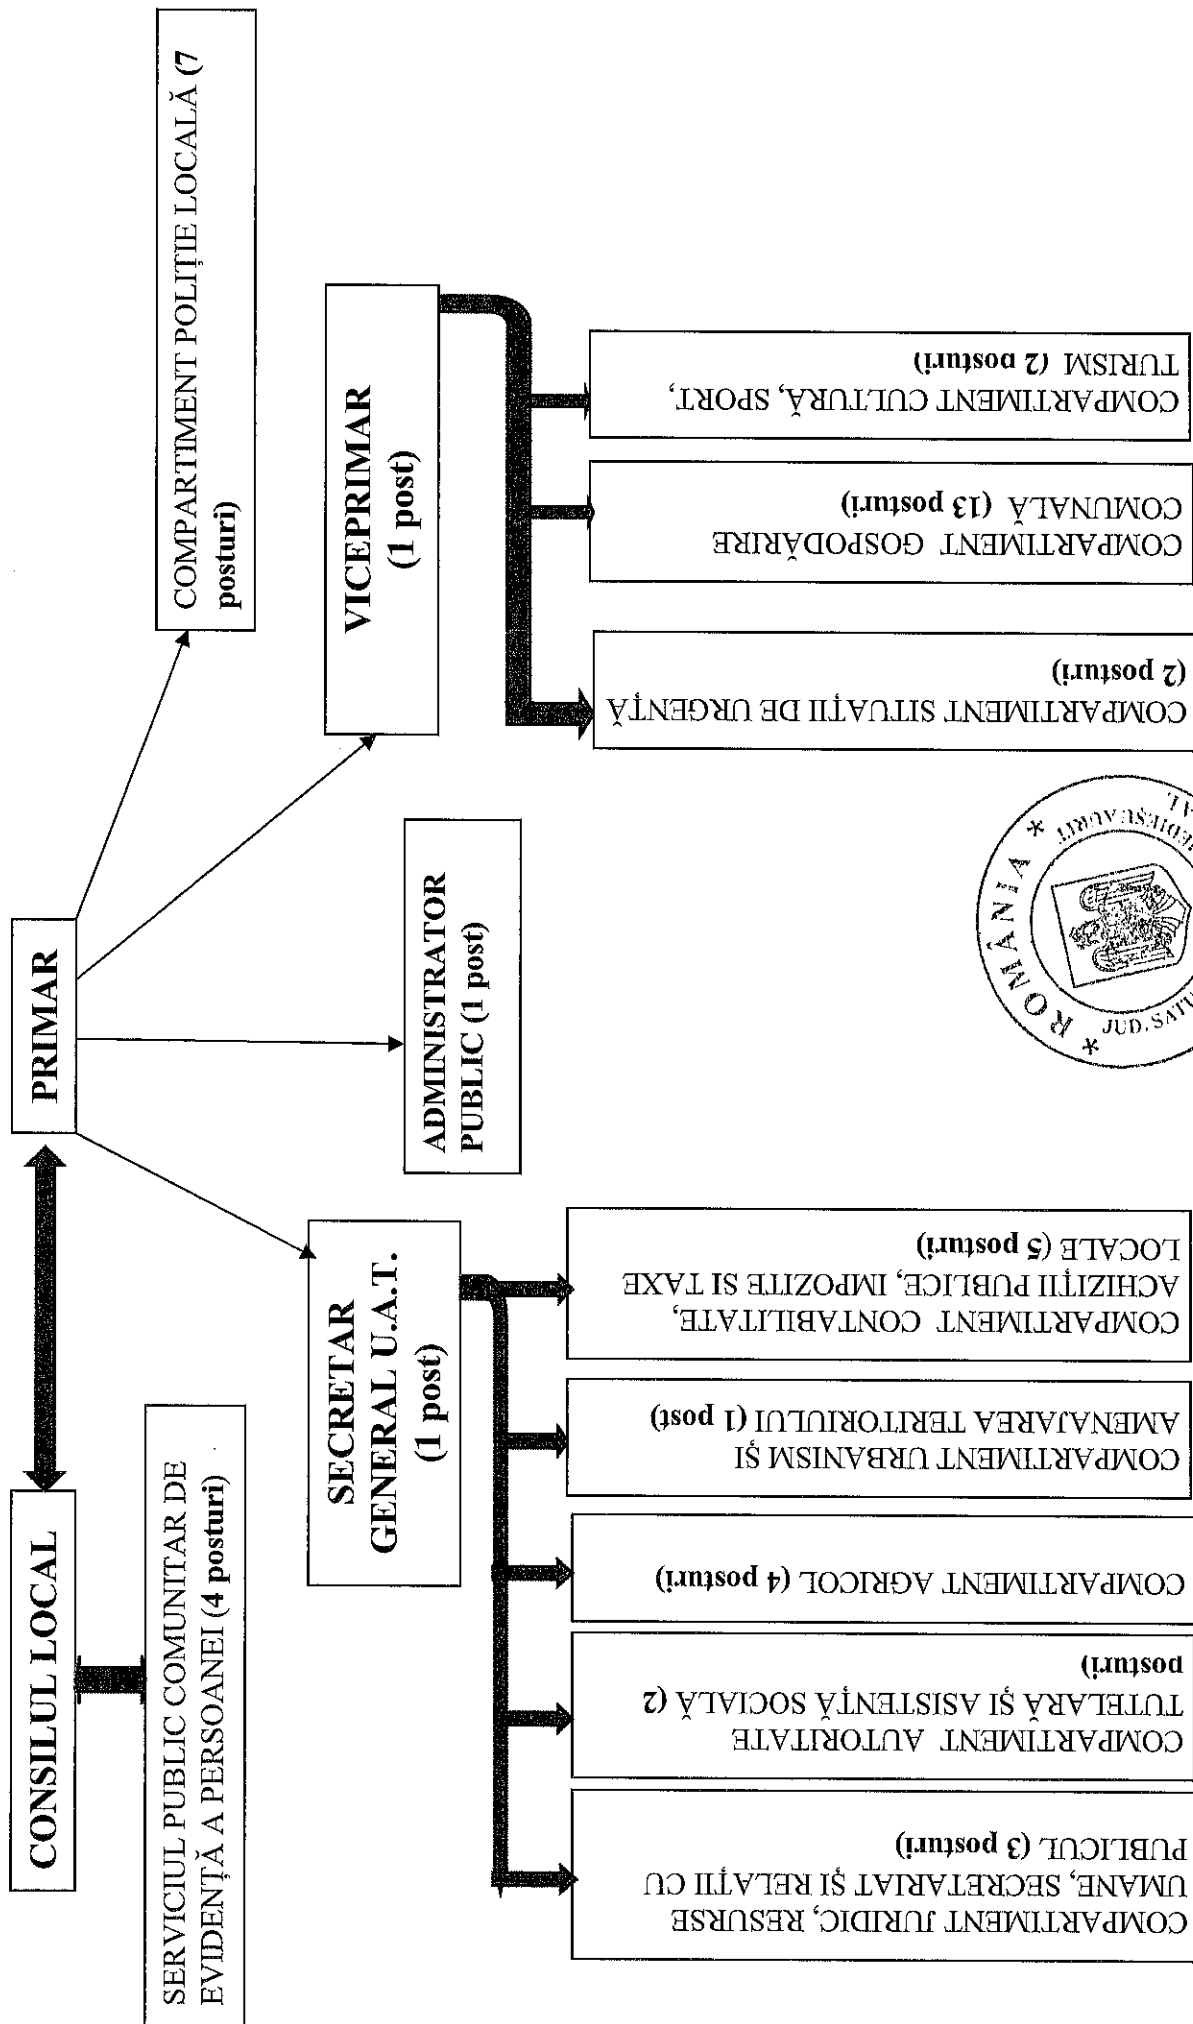 CONSILUL LOCAL
PRIMAR
SERVICIUL PUBLIC COMUNITAR DE
EVIDENȚĂ A PERSOANEI (4 posturi)
COMPARTIMENT POLIȚIE LOCALĂ (7
posturi)
SECRETAR
GENERAL U.A.T.
(1 post)
ADMINISTRATOR
PUBLIC (1 post)
VICEPRIMAR
(1 post)
COMPARTIMENT JURIDIC, RESURSE
UMANE, SECRETARIAT ȘI RELAȚII CU
PUBLICUL (3 posturi)
COMPARTIMENT AUTORITATE
TUTELARĂ ȘI ASISTENȚĂ SOCIALĂ (2
posturi)
COMPARTIMENT AGRICOL (4 posturi)
COMPARTIMENT URBANISM ȘI
AMENAJAREA TERITORIULUI (1 post)
COMPARTIMENT CONTABILITATE,
ACHIZIȚII PUBLICE, IMPOZITE SI TAXE
LOCALE (5 posturi)
COMPARTIMENT SITUAȚII DE URGENȚĂ
(2 posturi)
COMPARTIMENT GOSPODĂRIRE
COMUNALĂ (13 posturi)
COMPARTIMENT CULTURĂ, SPORT,
TURISM (2 posturi)
* ROMÂNIA *
JUD. SATU